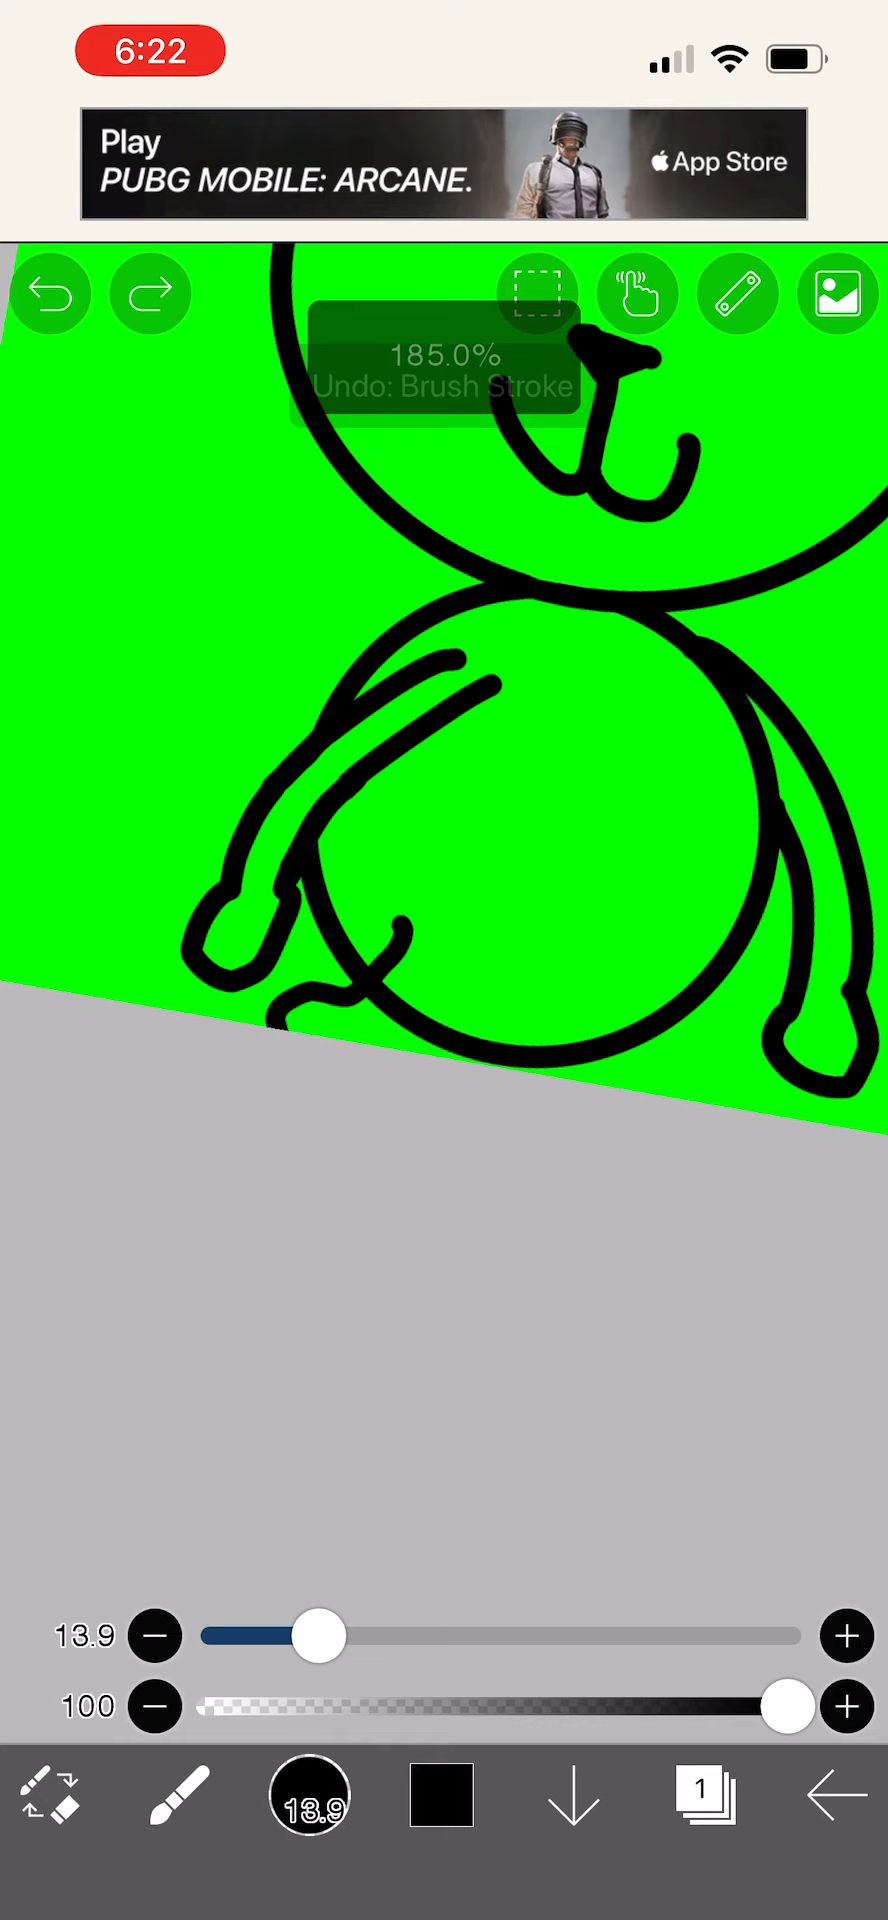 6:22
Play
PUBG MOBILE: ARCANE.
App Store
185.0%
Undo: Brush Stroke
13.9
100
13.9
1